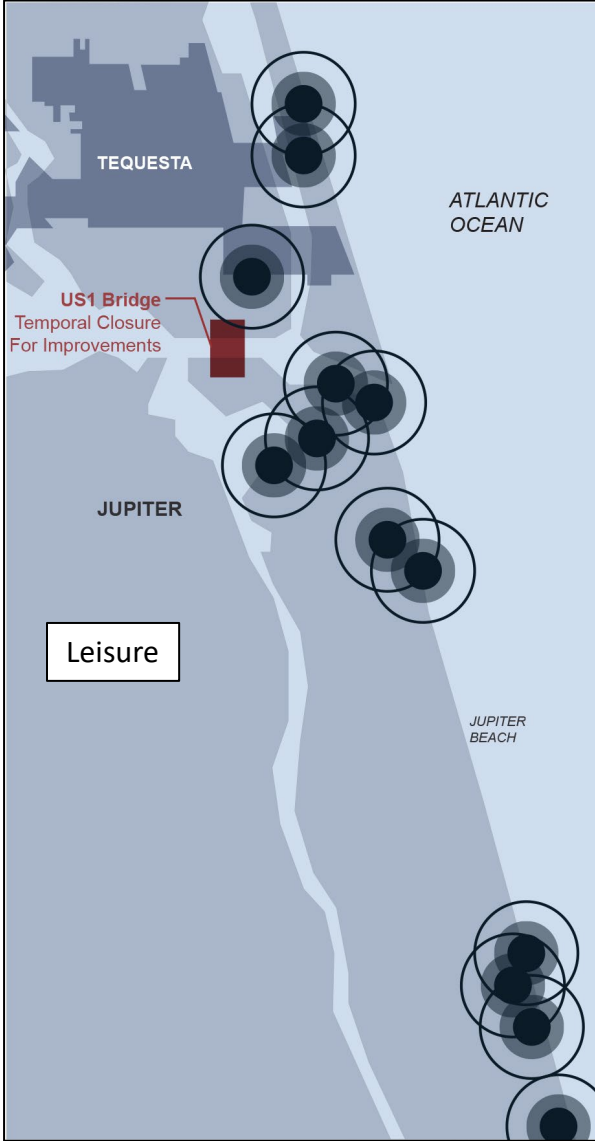 TEQUESTA
ATLANTIC
OCEAN
US1 Bridge
Temporal Closure
For Improvements
JUPITER
Leisure
JUPITER
BEACH